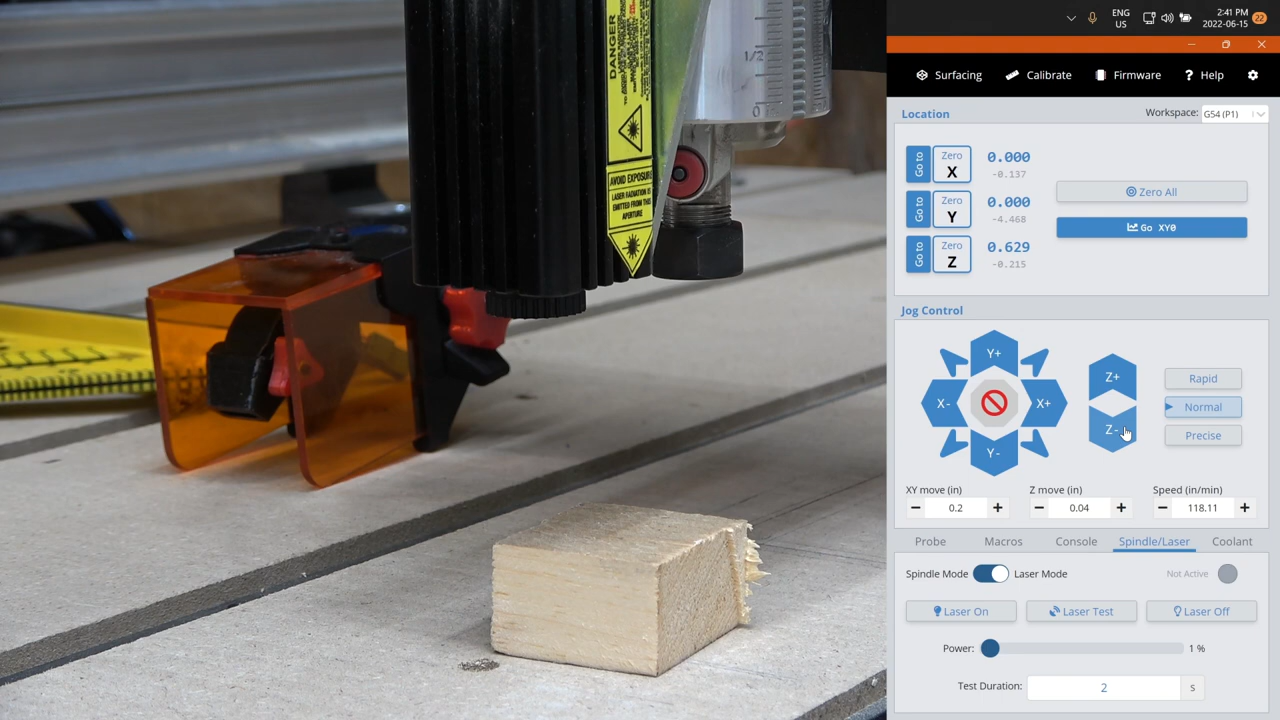 DANGER
AVOID EXPOSURE
LASER RADIATION IS
EMITTED FROM THIS
APERTURE
1/2
0
ENG
US
2:41 PM
2022-06-15
22
Surfacing
Calibrate
Firmware
? Help
Location
Workspace:
G54 (P1)
Go to
Zero
X
0.000
-0.137
Go to
Zero
Y
0.000
-4.468
Go to
Zero
Z
0.629
-0.215
Zero All
Go XY0
Jog Control
Y+
X-
X+
Y-
Z+
Z-
Rapid
Normal
Precise
XY move (in)
Z move (in)
Speed (in/min)
− 0.2 +
− 0.04 +
− 118.11 +
Probe
Macros
Console
Spindle/Laser
Coolant
Spindle Mode
Laser Mode
Not Active
Laser On
Laser Test
Laser Off
Power:
1 %
Test Duration:
2
S